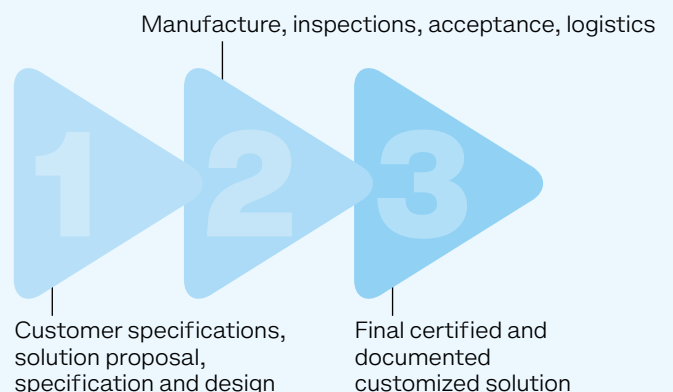 Manufacture, inspections, acceptance, logistics
1
2
3
Customer specifications,
solution proposal,
specification and design
Final certified and
documented
customized solution